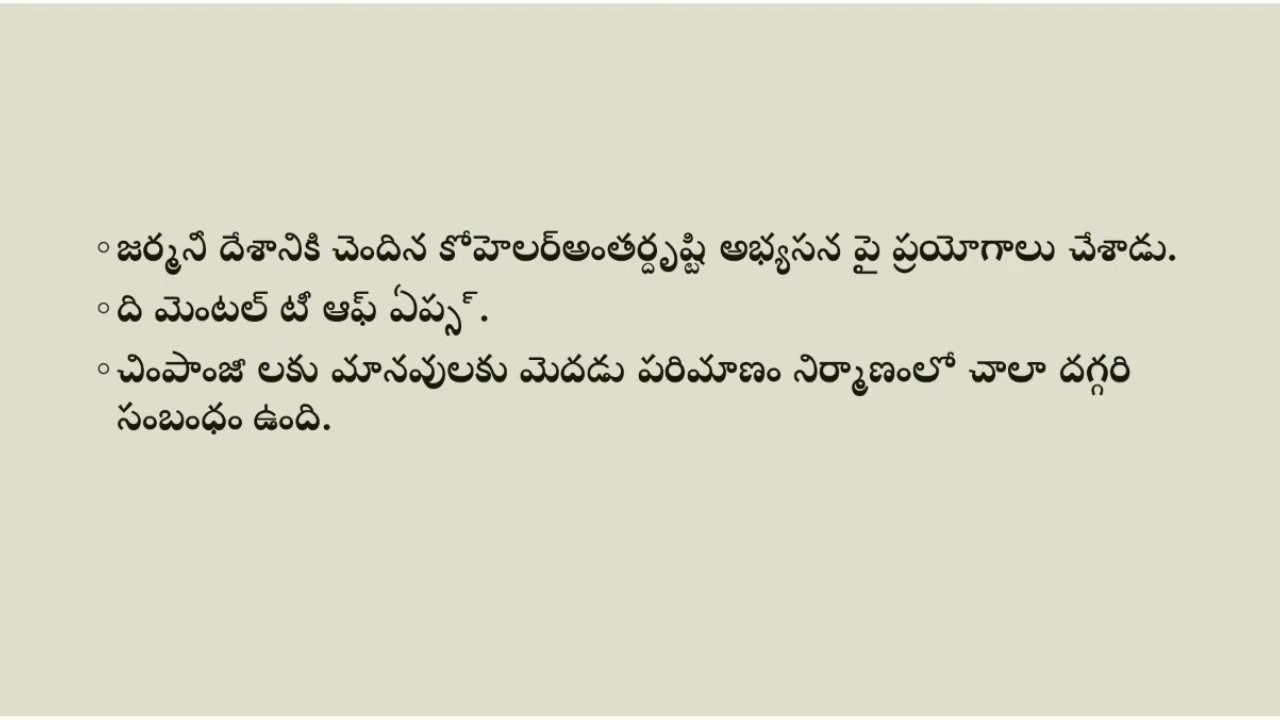 ◦ జర్మనీ దేశానికి చెందిన కోహెలర్అంతర్దృష్టి అభ్యసన పై ప్రయోగాలు చేశాడు.
◦ ది మెంటల్ టీ ఆఫ్ ఏప్స్.
◦ చింపాంజీ లకు మానవులకు మెదడు పరిమాణం నిర్మాణంలో చాలా దగ్గరి
సంబంధం ఉంది.